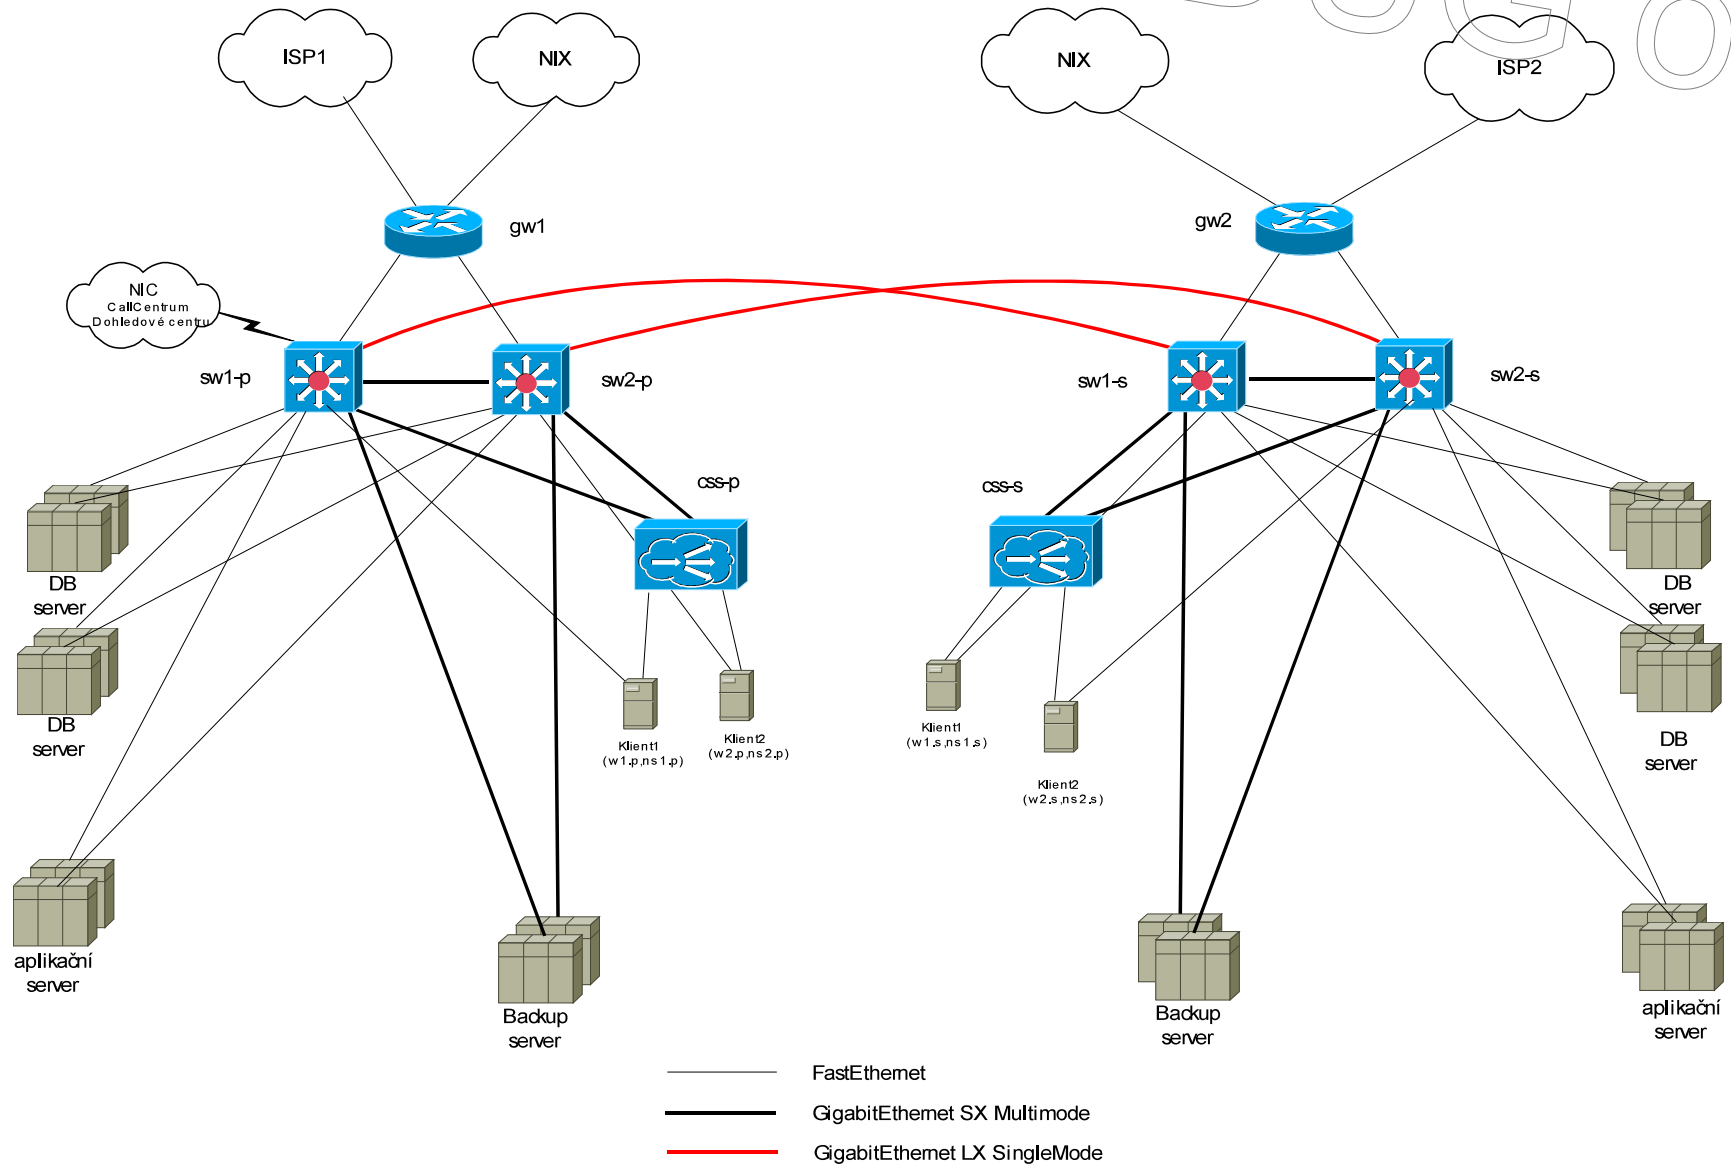 ISP1
NIX
NIX
ISP2
gw1
gw2
NIC
CallCentrum
Dohledové centru
sw1-p
sw2-p
sw1-s
sw2-s
css-p
css-s
DB
server
DB
server
DB
server
DB
server
Klient1
(w1.p,ns1.p)
Klient2
(w2.p,ns2.p)
Klient1
(w1.s,ns1.s)
Klient2
(w2.s,ns2.s)
aplikační
server
Backup
server
Backup
server
aplikační
server
FastEthernet
GigabitEthernet SX Multimode
GigabitEthernet LX SingleMode